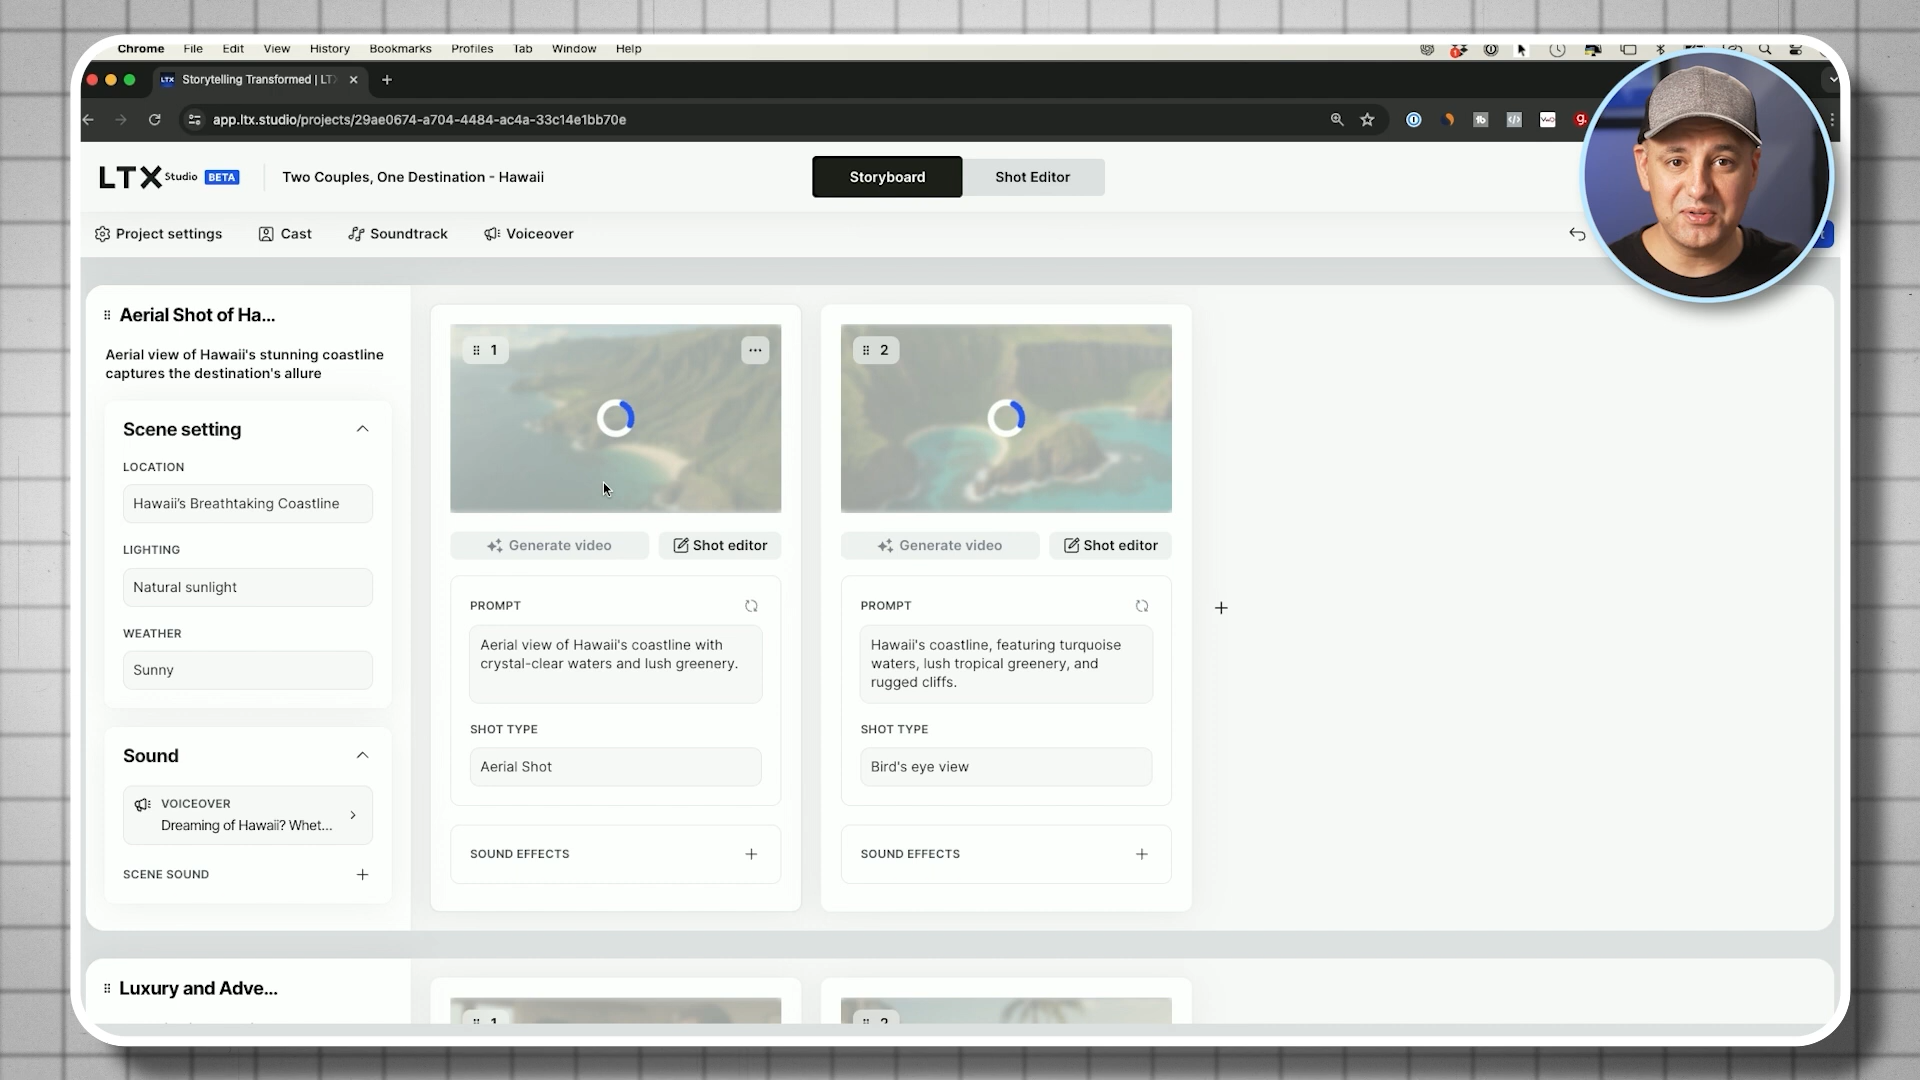 Chrome File Edit View History Bookmarks Profiles Tab Window Help
LTX Storytelling Transformed | LT
app.ltx.studio/projects/29ae0674-a704-4484-ac4a-33c14e1bb70e
LTX Studio BETA
Two Couples, One Destination - Hawaii
Storyboard
Shot Editor
Project settings
Cast
Soundtrack
Voiceover
Aerial Shot of Ha...
Aerial view of Hawaii's stunning coastline
captures the destination's allure
Scene setting
LOCATION
Hawaii's Breathtaking Coastline
LIGHTING
Natural sunlight
WEATHER
Sunny
Sound
VOICEOVER
Dreaming of Hawaii? Whet...
SCENE SOUND
1
Generate video
Shot editor
PROMPT
Aerial view of Hawaii's coastline with
crystal-clear waters and lush greenery.
SHOT TYPE
Aerial Shot
SOUND EFFECTS
2
Generate video
Shot editor
PROMPT
Hawaii's coastline, featuring turquoise
waters, lush tropical greenery, and
rugged cliffs.
SHOT TYPE
Bird's eye view
SOUND EFFECTS
Luxury and Adve...
1
2